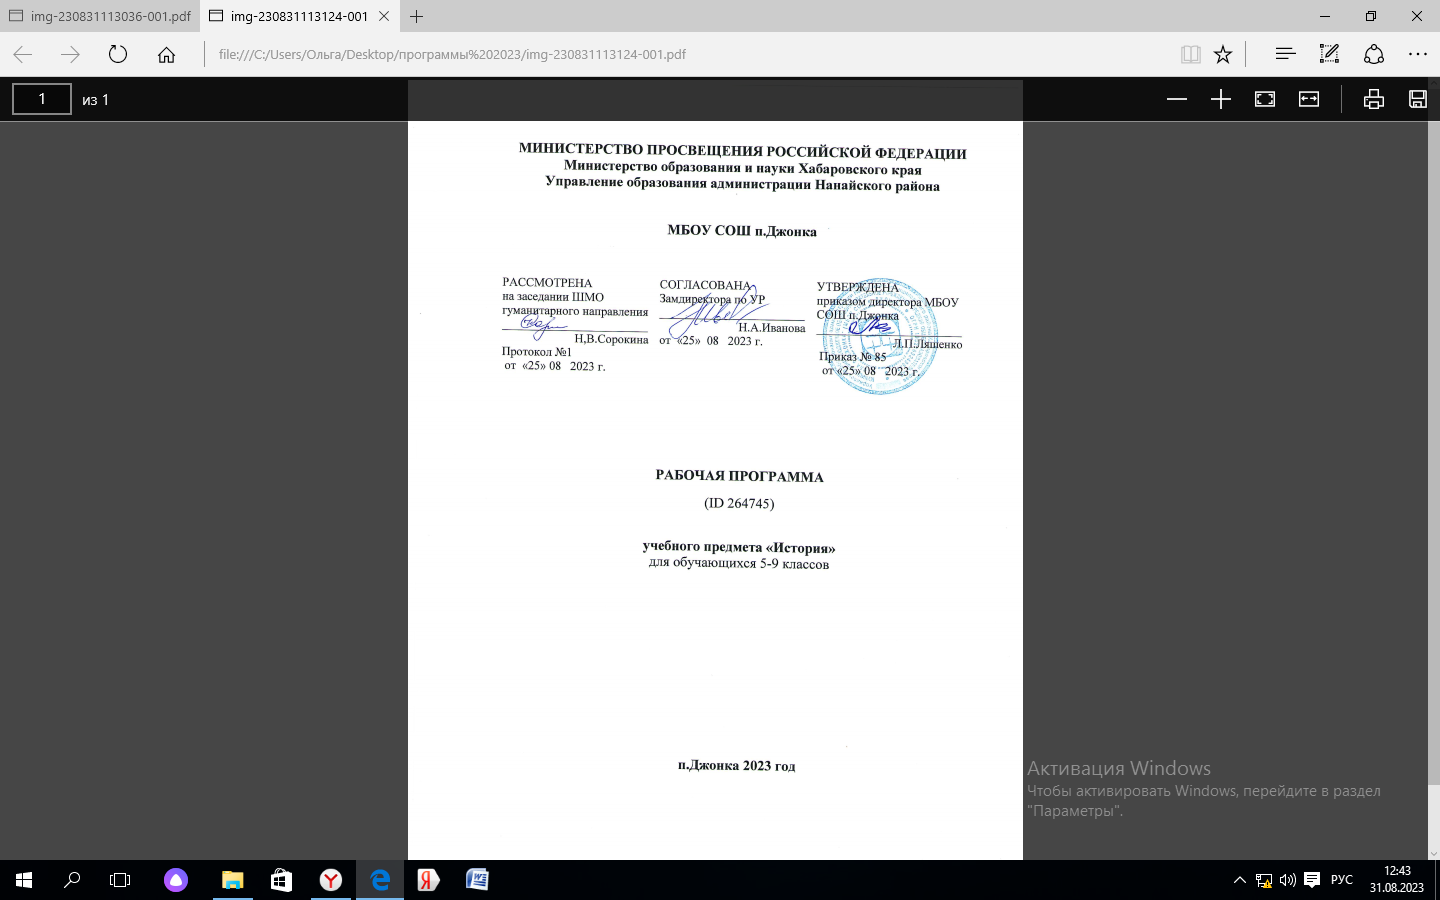 img-230831113036-001.pdf
img-230831113124-001
file:///C:/Users/Ольга/Desktop/программы%202023/img-230831113124-001.pdf
1 из 1
МИНИСТЕРСТВО ПРОСВЕЩЕНИЯ РОССИЙСКОЙ ФЕДЕРАЦИИ
Министерство образования и науки Хабаровского края
Управление образования администрации Нанайского района
МБОУ СОШ п.Джонка
РАССМОТРЕНА
на заседании ШМО
гуманитарного направления
Н,В.Сорокина
Протокол №1
от «25» 08 2023 г.
СОГЛАСОВАНА
Замдиректора по УР
Н.А.Иванова
от «25» 08 2023 г.
УТВЕРЖДЕНА
приказом директора МБОУ
СОШ п.Джонка
Л.П.Ляшенко
Приказ № 85
от «25» 08 2023 г.
РАБОЧАЯ ПРОГРАММА
(ID 264745)
учебного предмета «История»
для обучающихся 5-9 классов
п.Джонка 2023 год
Активация Windows
Чтобы активировать Windows, перейдите в раздел
"Параметры".
РУС
12:43
31.08.2023